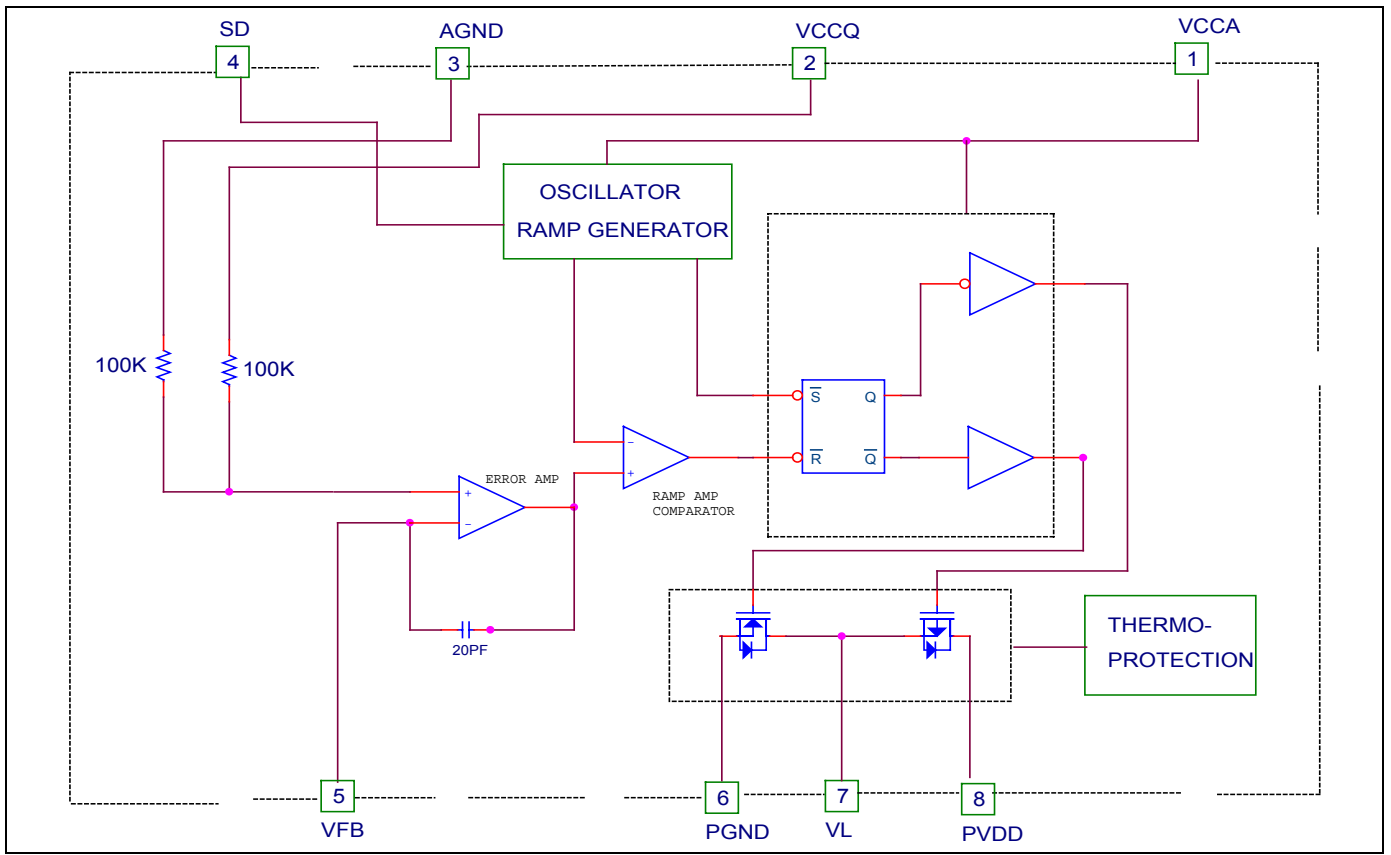 SD
AGND
VCCQ
VCCA
4
3
2
1
OSCILLATOR
RAMP GENERATOR
100K
100K
S
Q
R
Q
-
+
ERROR AMP
+
-
RAMP AMP
COMPARATOR
20PF
THERMO-
PROTECTION
5
6
7
8
VFB
PGND
VL
PVDD